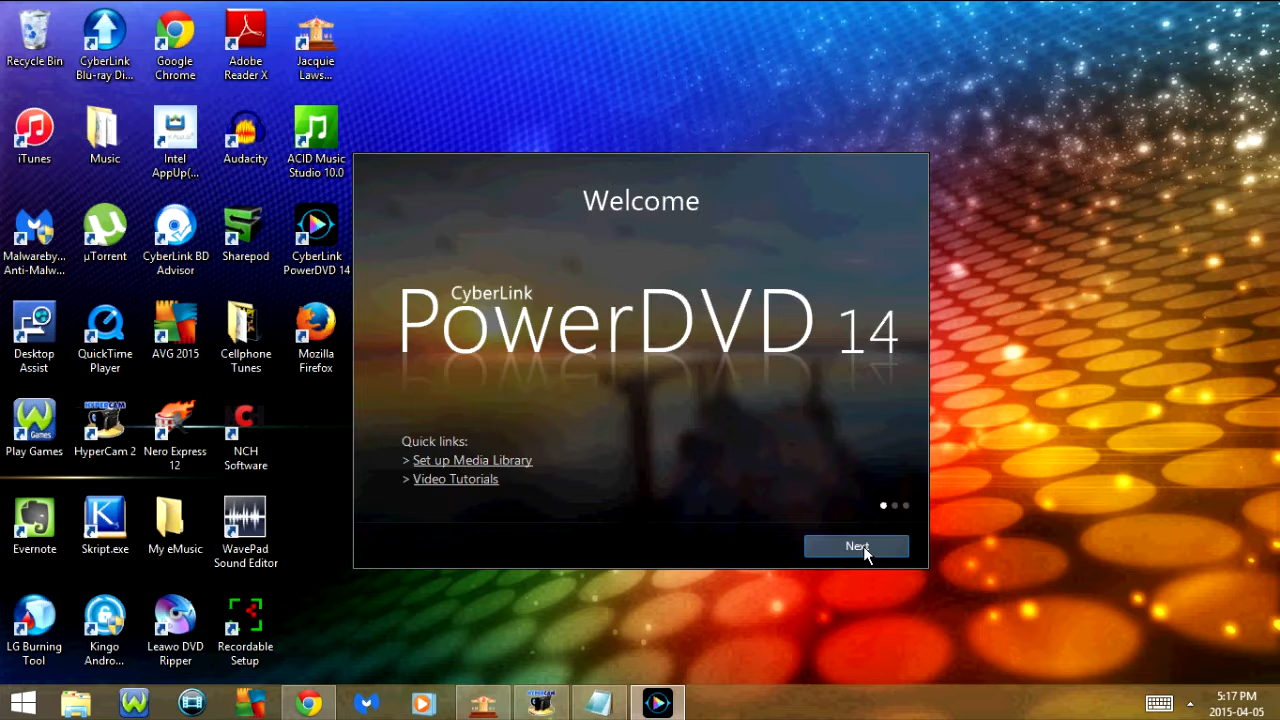 Recycle Bin
CyberLink
Blu-ray Di...
Google
Chrome
Adobe
Reader X
Jacquie
Laws...
iTunes
Music
Intel
AppUp(...
Audacity
ACID Music
Studio 10.0
Malwareby...
Anti-Malw...
µTorrent
CyberLink BD
Advisor
Sharepod
CyberLink
PowerDVD 14
Desktop
Assist
QuickTime
Player
AVG 2015
Cellphone
Tunes
Mozilla
Firefox
Games
Play Games
HYPERCAM
HyperCam 2
Nero Express
12
NCH
Software
Evernote
Skript.exe
My eMusic
WavePad
Sound Editor
LG Burning
Tool
Kingo
Andro...
Leawo DVD
Ripper
Recordable
Setup
Welcome
CyberLink
PowerDVD 14
Quick links:
> Set up Media Library
> Video Tutorials
Next
5:17 PM
2015-04-05